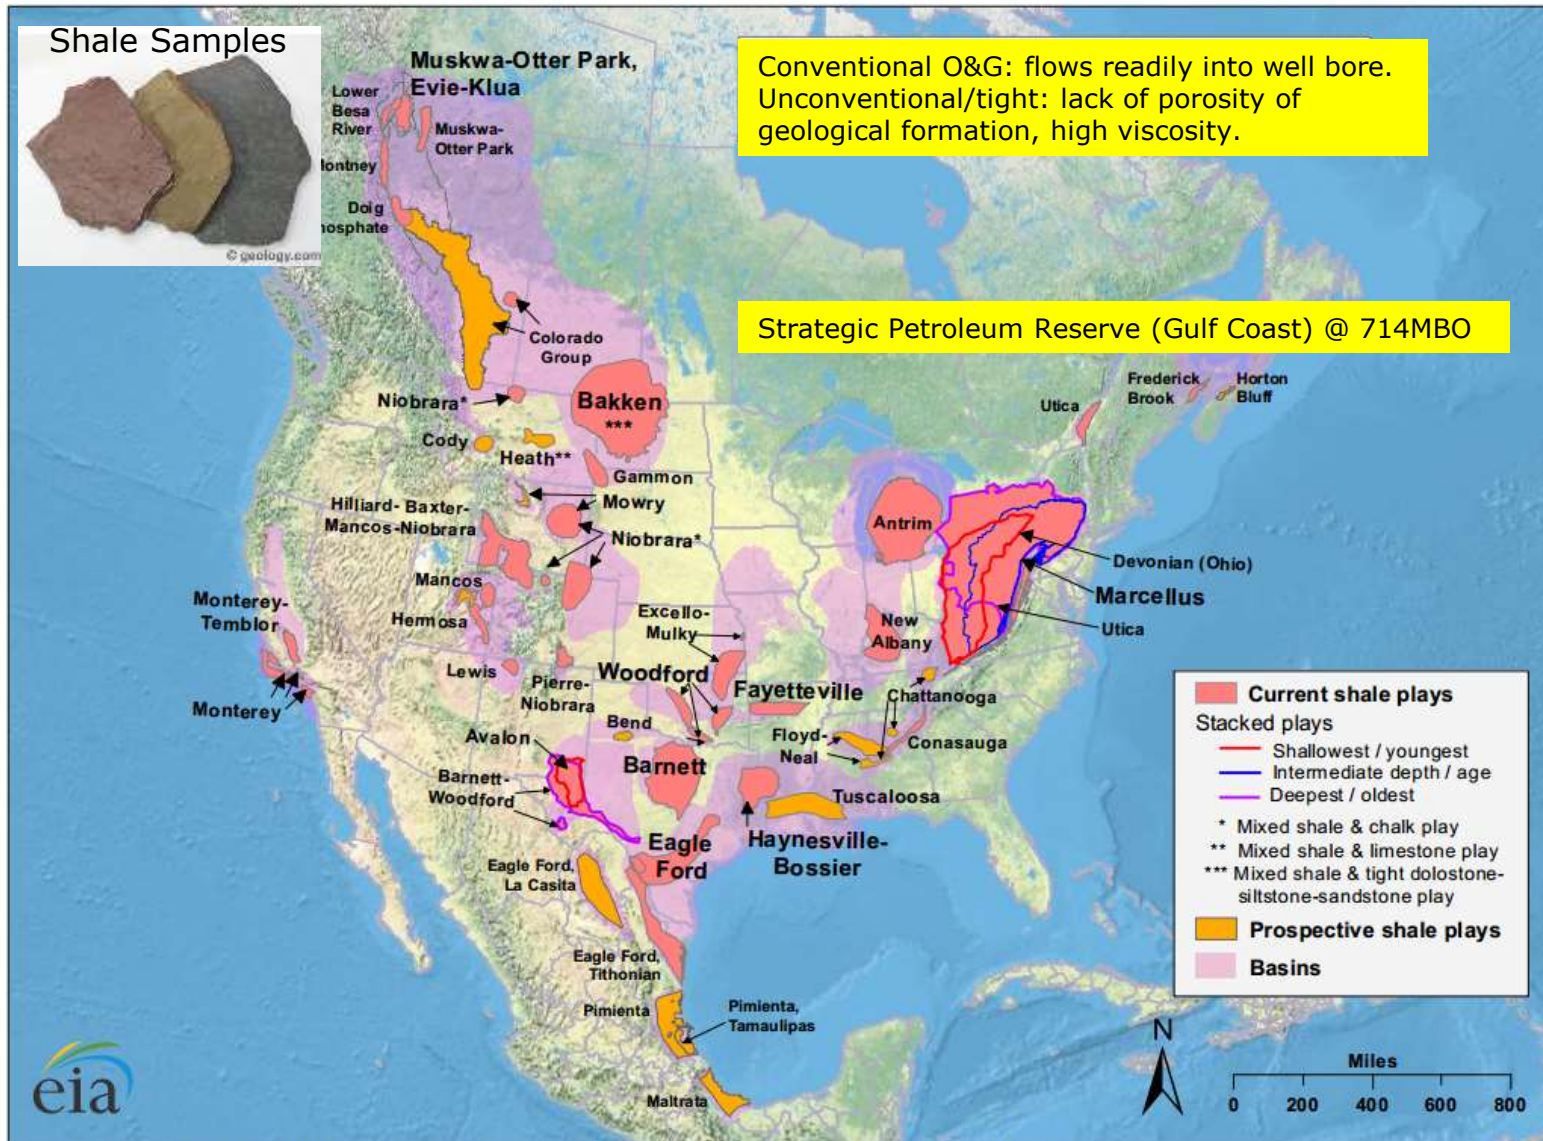 Shale Samples
© geology.com
Conventional O&G: flows readily into well bore.
Unconventional/tight: lack of porosity of
geological formation, high viscosity.
Strategic Petroleum Reserve (Gulf Coast) @ 714MBO
Muskwa-Otter Park,
Evie-Klua
Lower
Besa
River
Muskwa-
Otter Park
ontney
Doig
hosphate
Colorado
Group
Niobrara*
Bakken
***
Cody
Heath**
Gammon
Mowry
Hilliard- Baxter-
Mancos-Niobrara
Niobrara*
Mancos
Hermosa
Monterey-
Temblor
Monterey
Lewis
Pierre-
Niobrara
Excello-
Mulky
Woodford
Fayetteville
Bend
Avalon
Barnett-
Woodford
Barnett
Eagle
Ford
Haynesville-
Bossier
Tuscaloosa
Floyd-
Neal
Conasauga
Chattanooga
New
Albany
Antrim
Utica
Frederick
Brook
Horton
Bluff
Devonian (Ohio)
Marcellus
Utica
Eagle Ford,
La Casita
Eagle Ford,
Tithonian
Pimienta
Pimienta,
Tamaulipas
Maltrata
Current shale plays
Stacked plays
Shallowest / youngest
Intermediate depth / age
Deepest / oldest
* Mixed shale & chalk play
** Mixed shale & limestone play
*** Mixed shale & tight dolostone-
siltstone-sandstone play
Prospective shale plays
Basins
N
Miles
0 200 400 600 800
eia